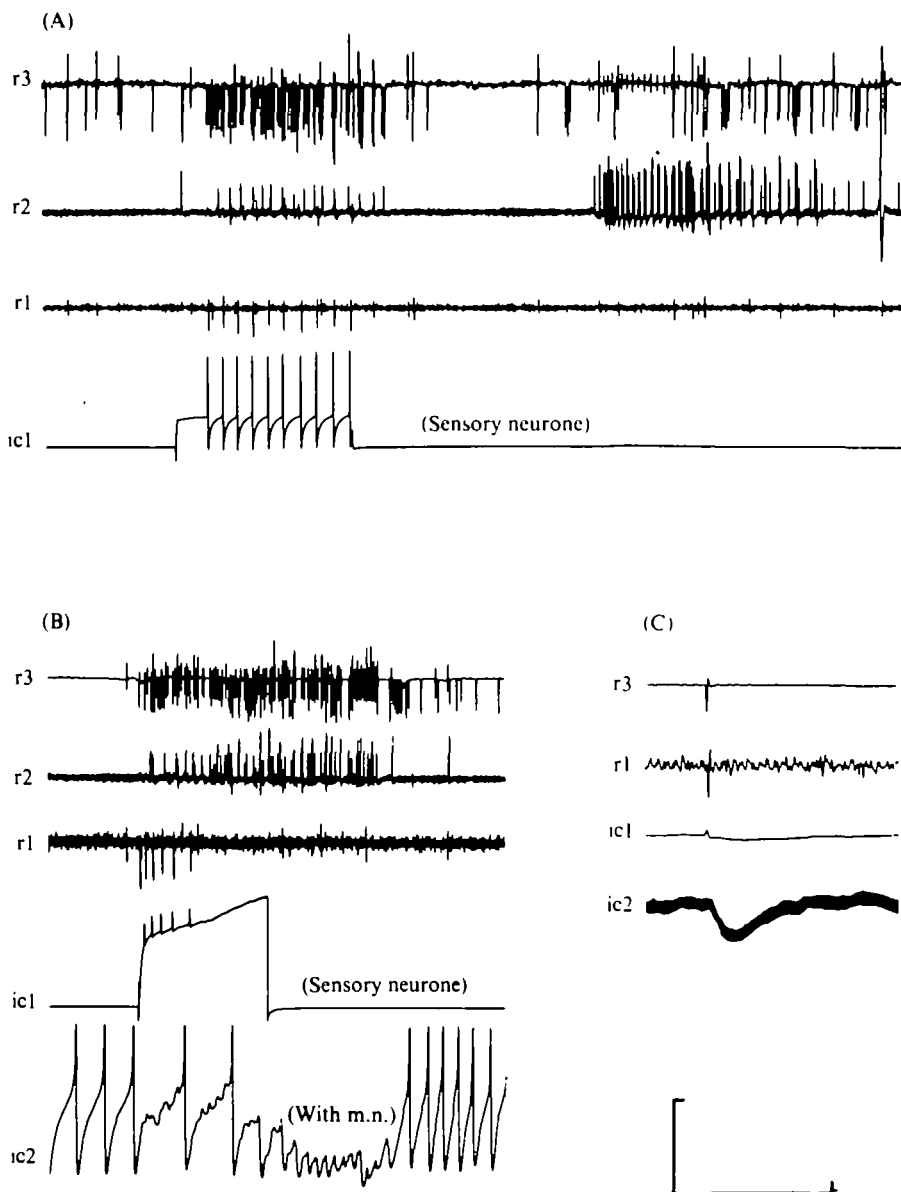 (A)
r3
r2
r1
(Sensory neurone)
ic1
(B)
(C)
r3
r3
r2
r1
r1
ic1
ic2
(Sensory neurone)
ic1
(With m.n.)
ic2